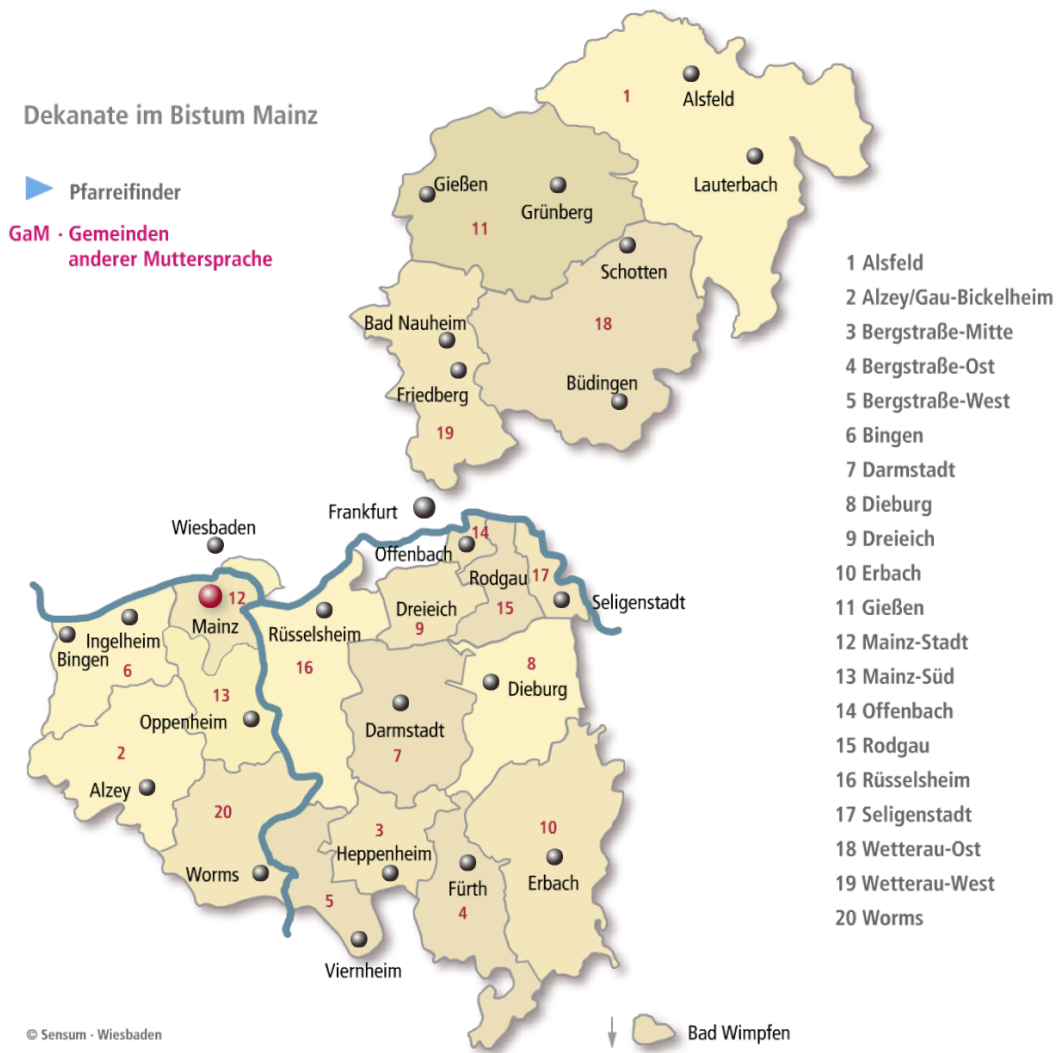 Dekanate im Bistum Mainz
Pfarreifinder
GaM · Gemeinden
anderer Muttersprache
1
Alsfeld
Lauterbach
Gießen
Grünberg
11
Schotten
18
Büdingen
Bad Nauheim
Friedberg
19
Frankfurt
Wiesbaden
14
Offenbach
Rodgau
17
15
Seligenstadt
Dreieich
9
12
Mainz
Ingelheim
Bingen
6
Rüsselsheim
16
8
Dieburg
13
Oppenheim
Darmstadt
7
2
Alzey
20
Worms
3
Heppenheim
10
Erbach
Fürth
4
5
Viernheim
1 Alsfeld
2 Alzey/Gau-Bickelheim
3 Bergstraße-Mitte
4 Bergstraße-Ost
5 Bergstraße-West
6 Bingen
7 Darmstadt
8 Dieburg
9 Dreieich
10 Erbach
11 Gießen
12 Mainz-Stadt
13 Mainz-Süd
14 Offenbach
15 Rodgau
16 Rüsselsheim
17 Seligenstadt
18 Wetterau-Ost
19 Wetterau-West
20 Worms
Bad Wimpfen
© Sensum · Wiesbaden